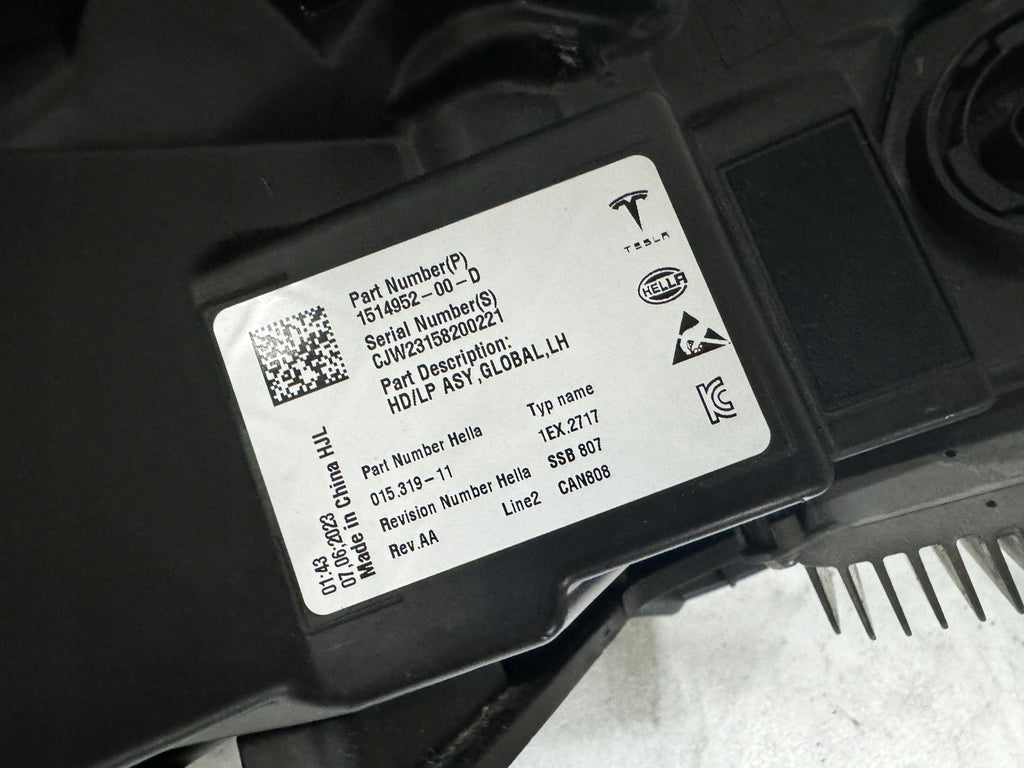 TESLA
HELLA
Part Number(P)
1514952-00-D
Serial Number(S)
CJW23158200221
Part Description:
HD/LP ASY,GLOBAL,LH
Part Number Hella
015.319-11
Revision Number Hella
Rev.AA
Typ name
1EX.2717
SSB 807
Line2 CAN808
01:43
07,06,2023
Made in China HJL